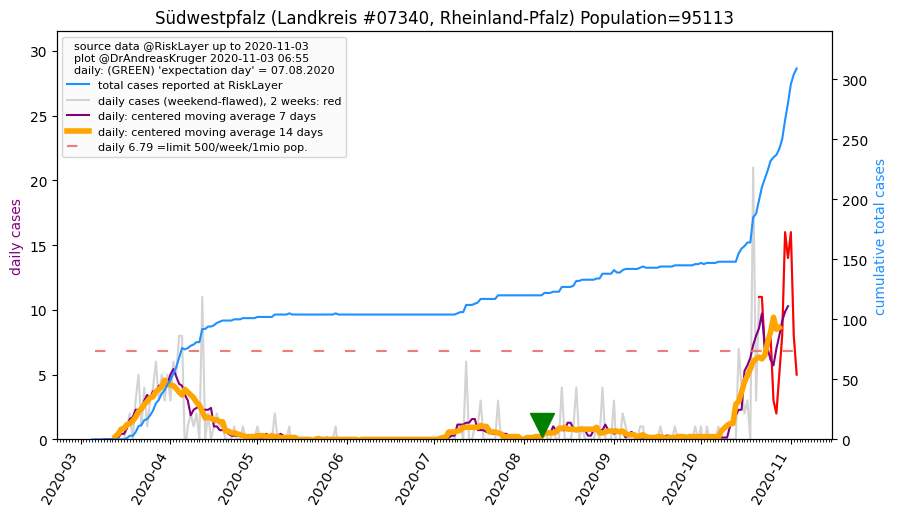 Südwestpfalz (Landkreis #07340, Rheinland-Pfalz) Population=95113
source data @RiskLayer up to 2020-11-03
plot @DrAndreasKruger 2020-11-03 06:55
daily: (GREEN) 'expectation day' = 07.08.2020
total cases reported at RiskLayer
daily cases (weekend-flawed), 2 weeks: red
daily: centered moving average 7 days
daily: centered moving average 14 days
daily 6.79 =limit 500/week/1mio pop.
daily cases
30
25
20
15
10
5
0
cumulative total cases
300
250
200
150
100
50
0
2020-03
2020-04
2020-05
2020-06
2020-07
2020-08
2020-09
2020-10
2020-11